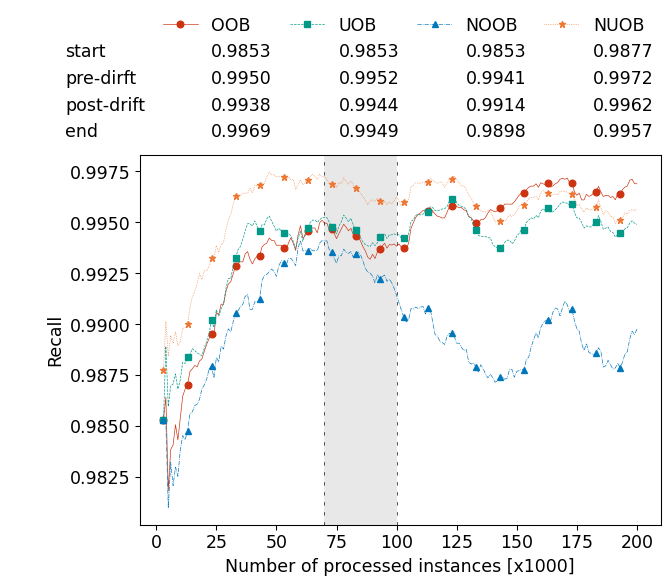 OOB UOB NOOB NUOB
start 0.9853 0.9853 0.9853 0.9877
pre-dirft 0.9950 0.9952 0.9941 0.9972
post-drift 0.9938 0.9944 0.9914 0.9962
end 0.9969 0.9949 0.9898 0.9957
0.9975
0.9950
0.9925
0.9900
0.9875
0.9850
0.9825
Recall
0 25 50 75 100 125 150 175 200
Number of processed instances [x1000]